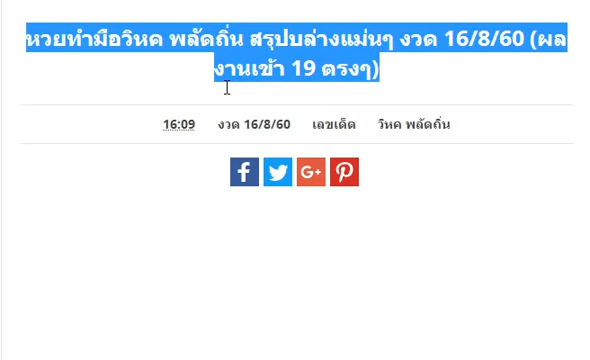 หวยทำมือวิหค พลัดถิ่น สรุปบล่างแม่นๆ งวด 16/8/60 (ผล
งานเข้า 19 ตรงๆ)
16:09 งวด 16/8/60 เลขเด็ด วิหค พลัดถิ่น
f G+